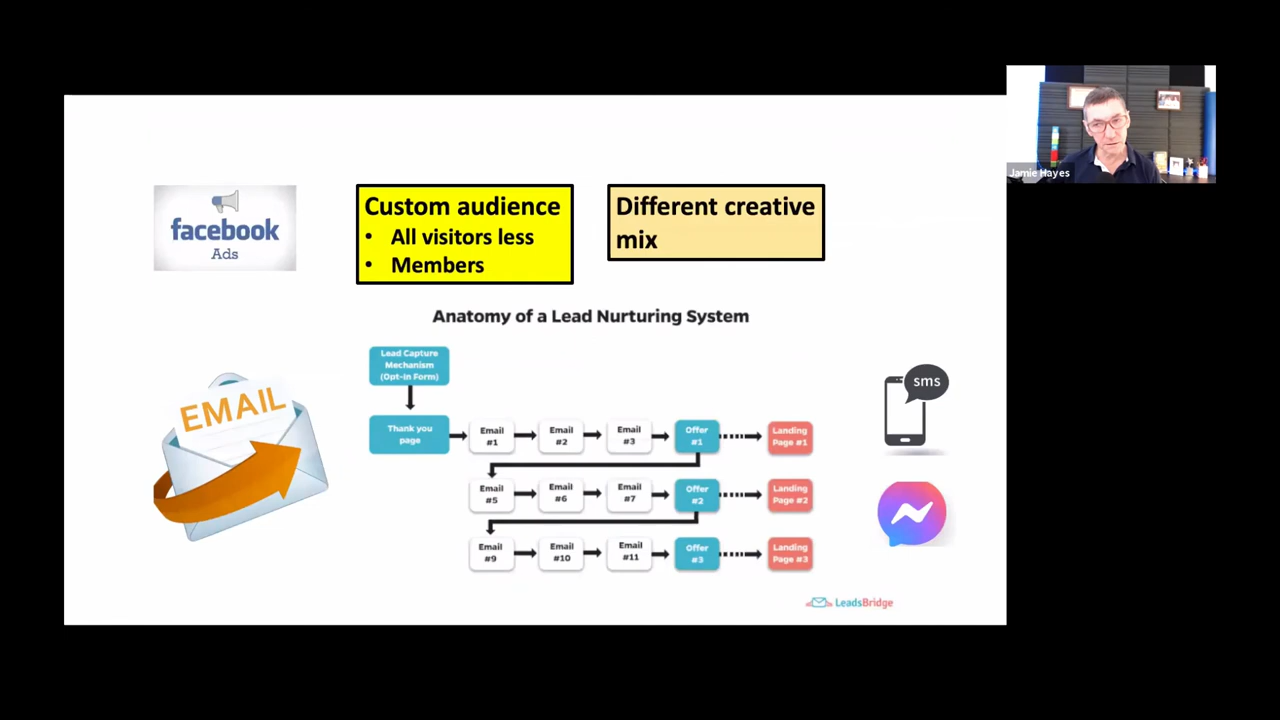 Jamie Hayes
facebook
Ads
Custom audience
• All visitors less
• Members
Different creative
mix
Anatomy of a Lead Nurturing System
Lead Capture
Mechanism
(Opt-In Form)
Thank you
page
Email
#1
Email
#2
Email
#3
Offer
#1
Landing
Page #1
Email
#5
Email
#6
Email
#7
Offer
#2
Landing
Page #2
Email
#9
Email
#10
Email
#11
Offer
#3
Landing
Page #3
EMAIL
sms
LeadsBridge